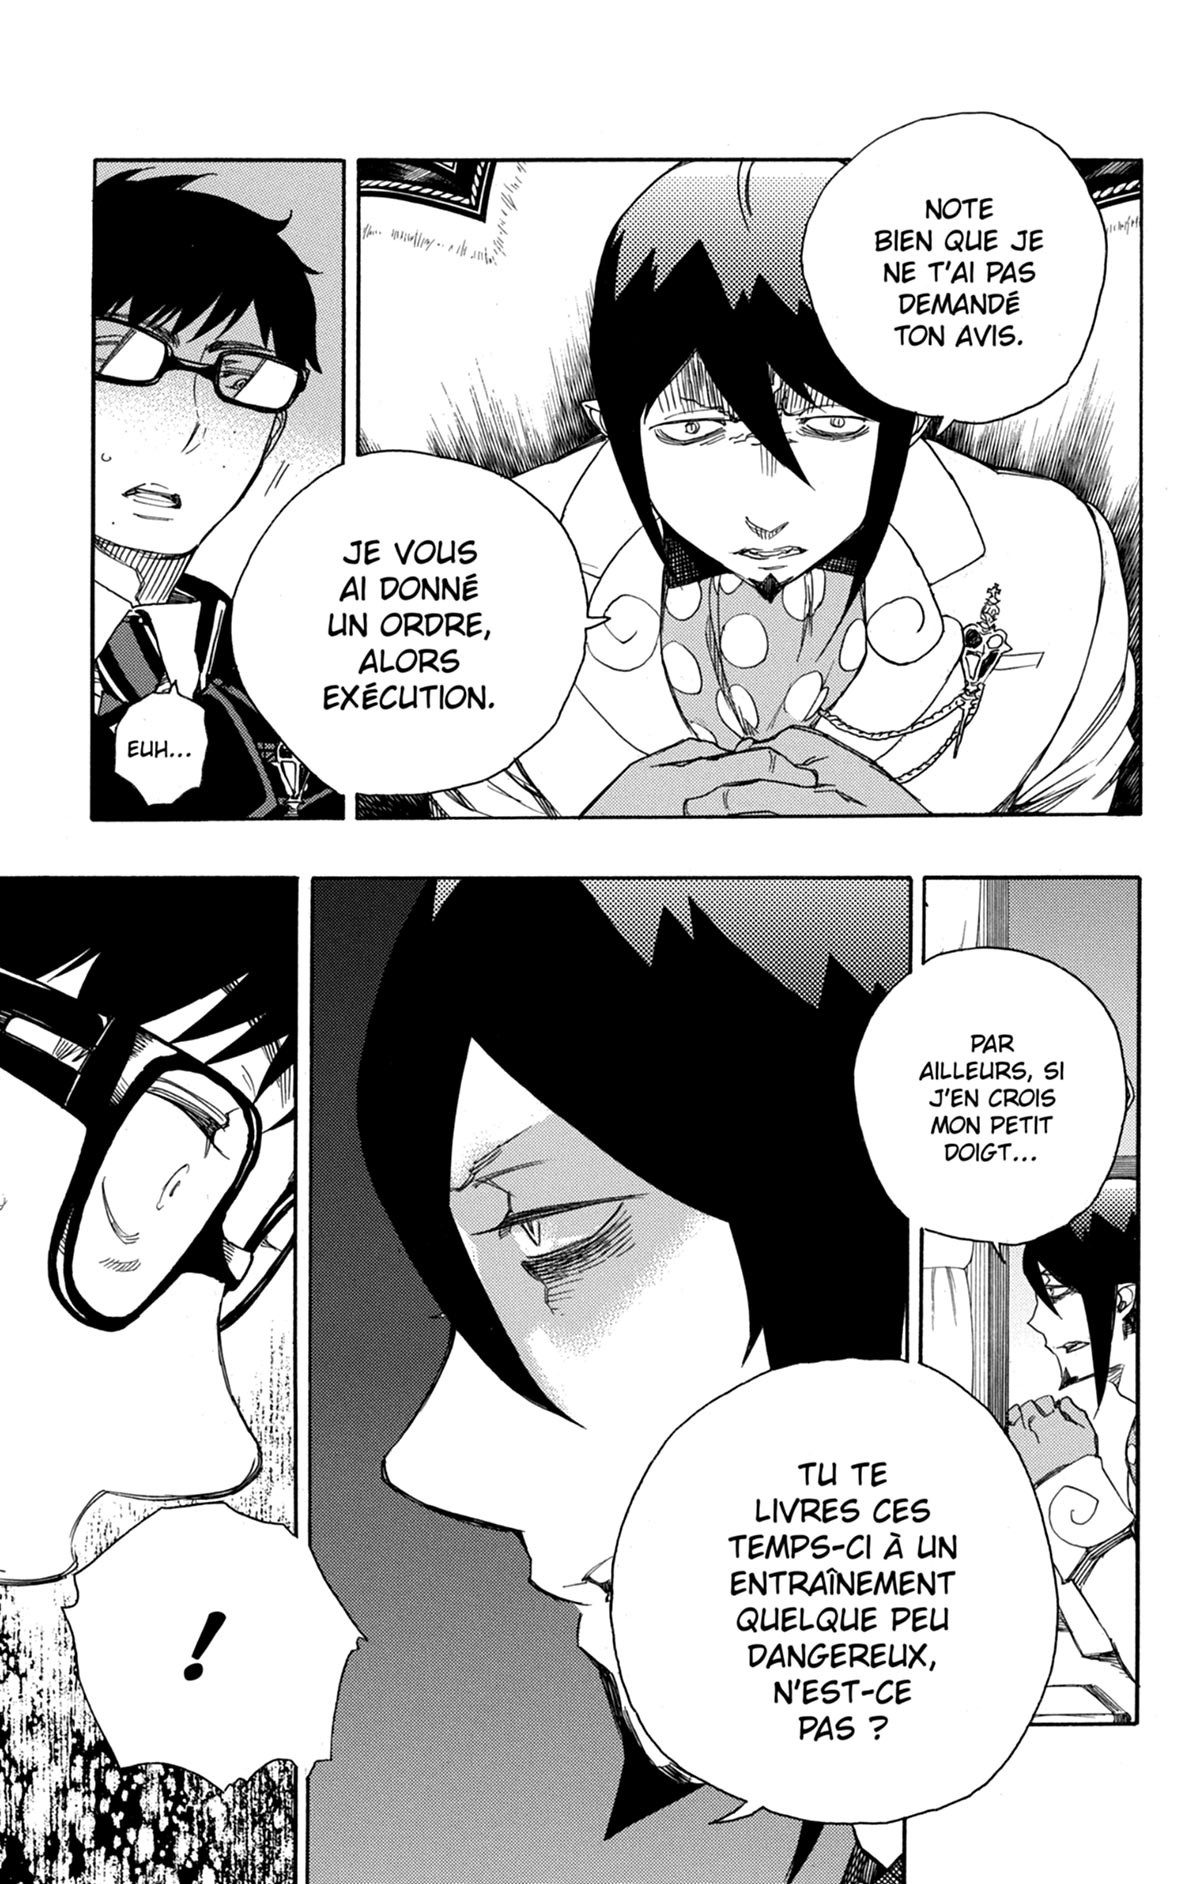 NOTE
BIEN QUE JE
NE T'AI PAS
DEMANDÉ
TON AVIS.
JE VOUS
AI DONNÉ
UN ORDRE,
ALORS
EXÉCUTION.
EUH...
PAR
AILLEURS, SI
J'EN CROIS
MON PETIT
DOIGT...
TU TE
LIVRES CES
TEMPS-CI À UN
ENTRAÎNEMENT
QUELQUE PEU
DANGEREUX,
N'EST-CE
PAS ?
!